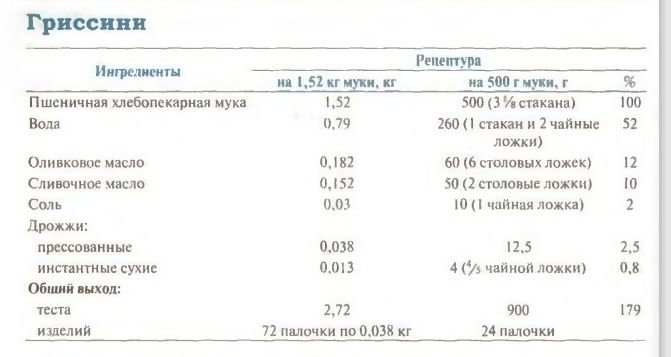 Гриссини
Ингредиенты
Рецептура
на 1,52 кг муки, кг на 500 г муки, г %
Пшеничная хлебопекарная мука 1,52 500 (3 ⅛ стакана) 100
Вода 0,79 260 (1 стакан и 2 чайные 52
ложки)
Оливковое масло 0,182 60 (6 столовых ложек) 12
Сливочное масло 0,152 50 (2 столовые ложки) 10
Соль 0,03 10 (1 чайная ложка) 2
Дрожжи:
прессованные 0,038 12,5 2,5
инстантные сухие 0,013 4 (⅘ чайной ложки) 0,8
Общий выход:
теста 2,72 900 179
изделий 72 палочки по 0,038 кг 24 палочки